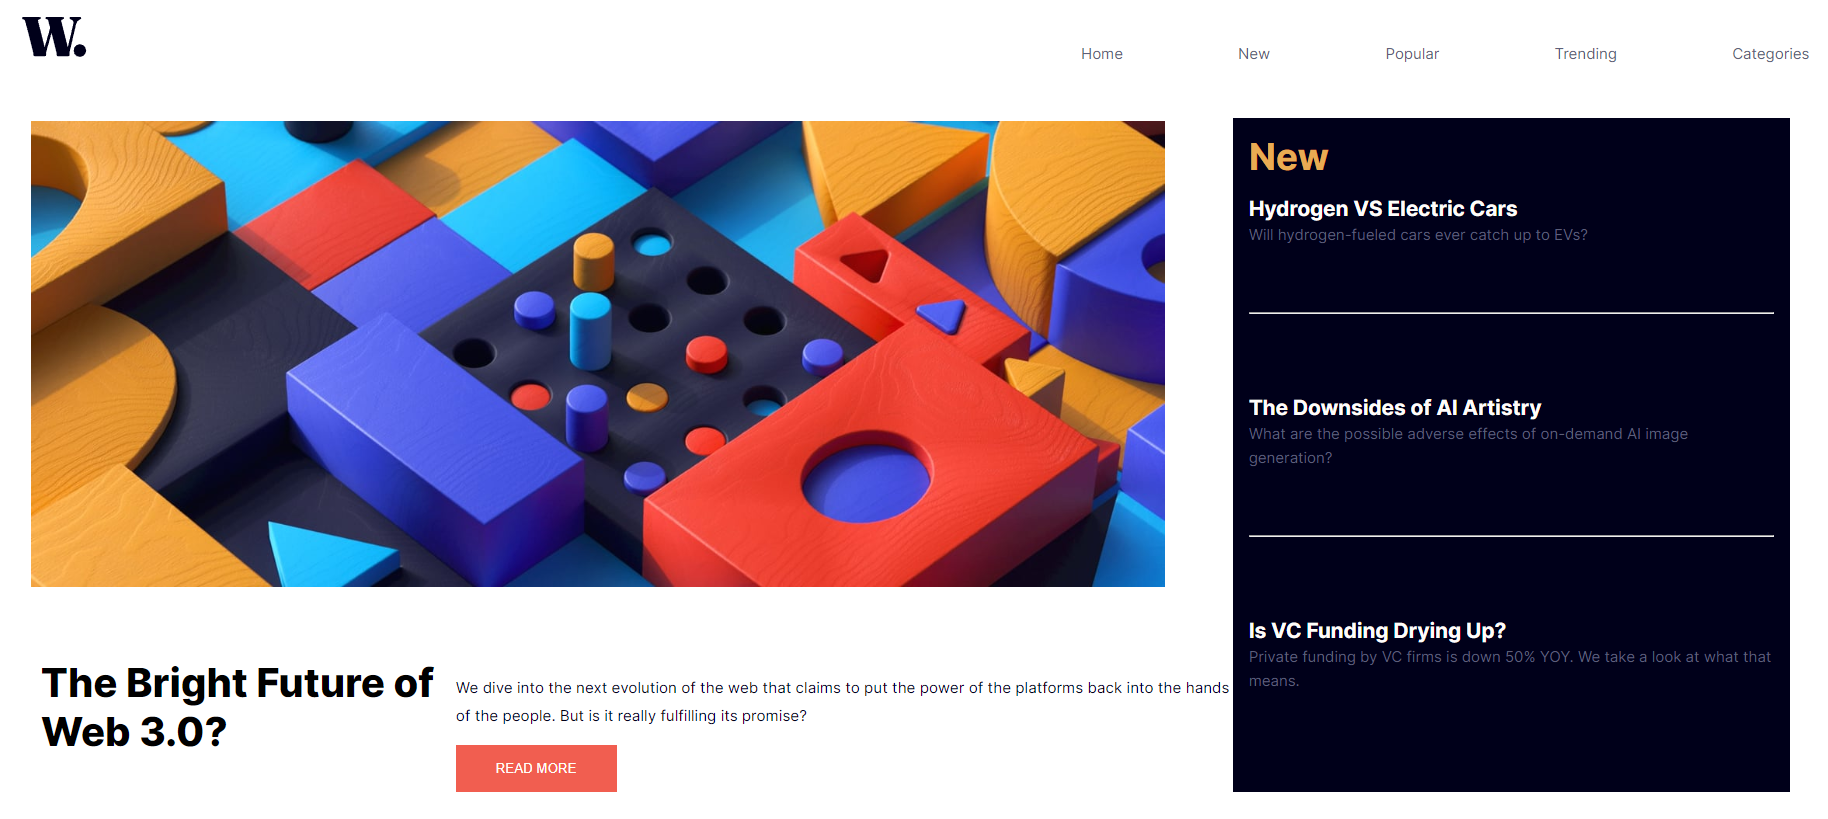 W.
Home
New
Popular
Trending
Categories
New
Hydrogen VS Electric Cars
Will hydrogen-fueled cars ever catch up to EVs?
The Downsides of AI Artistry
What are the possible adverse effects of on-demand AI image
generation?
Is VC Funding Drying Up?
Private funding by VC firms is down 50% YOY. We take a look at what that
means.
The Bright Future of
Web 3.0?
We dive into the next evolution of the web that claims to put the power of the platforms back into the hands
of the people. But is it really fulfilling its promise?
READ MORE